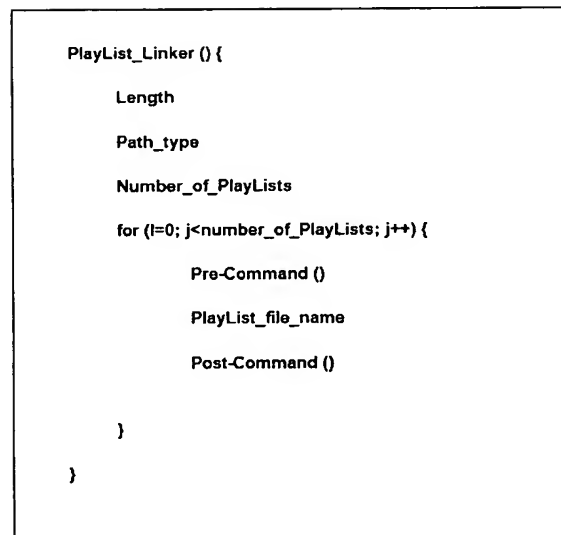 PlayList_Linker () {
Length
Path_type
Number_of_PlayLists
for (I=0; j<number_of_PlayLists; j++) {
Pre-Command ()
PlayList_file_name
Post-Command ()
}
}